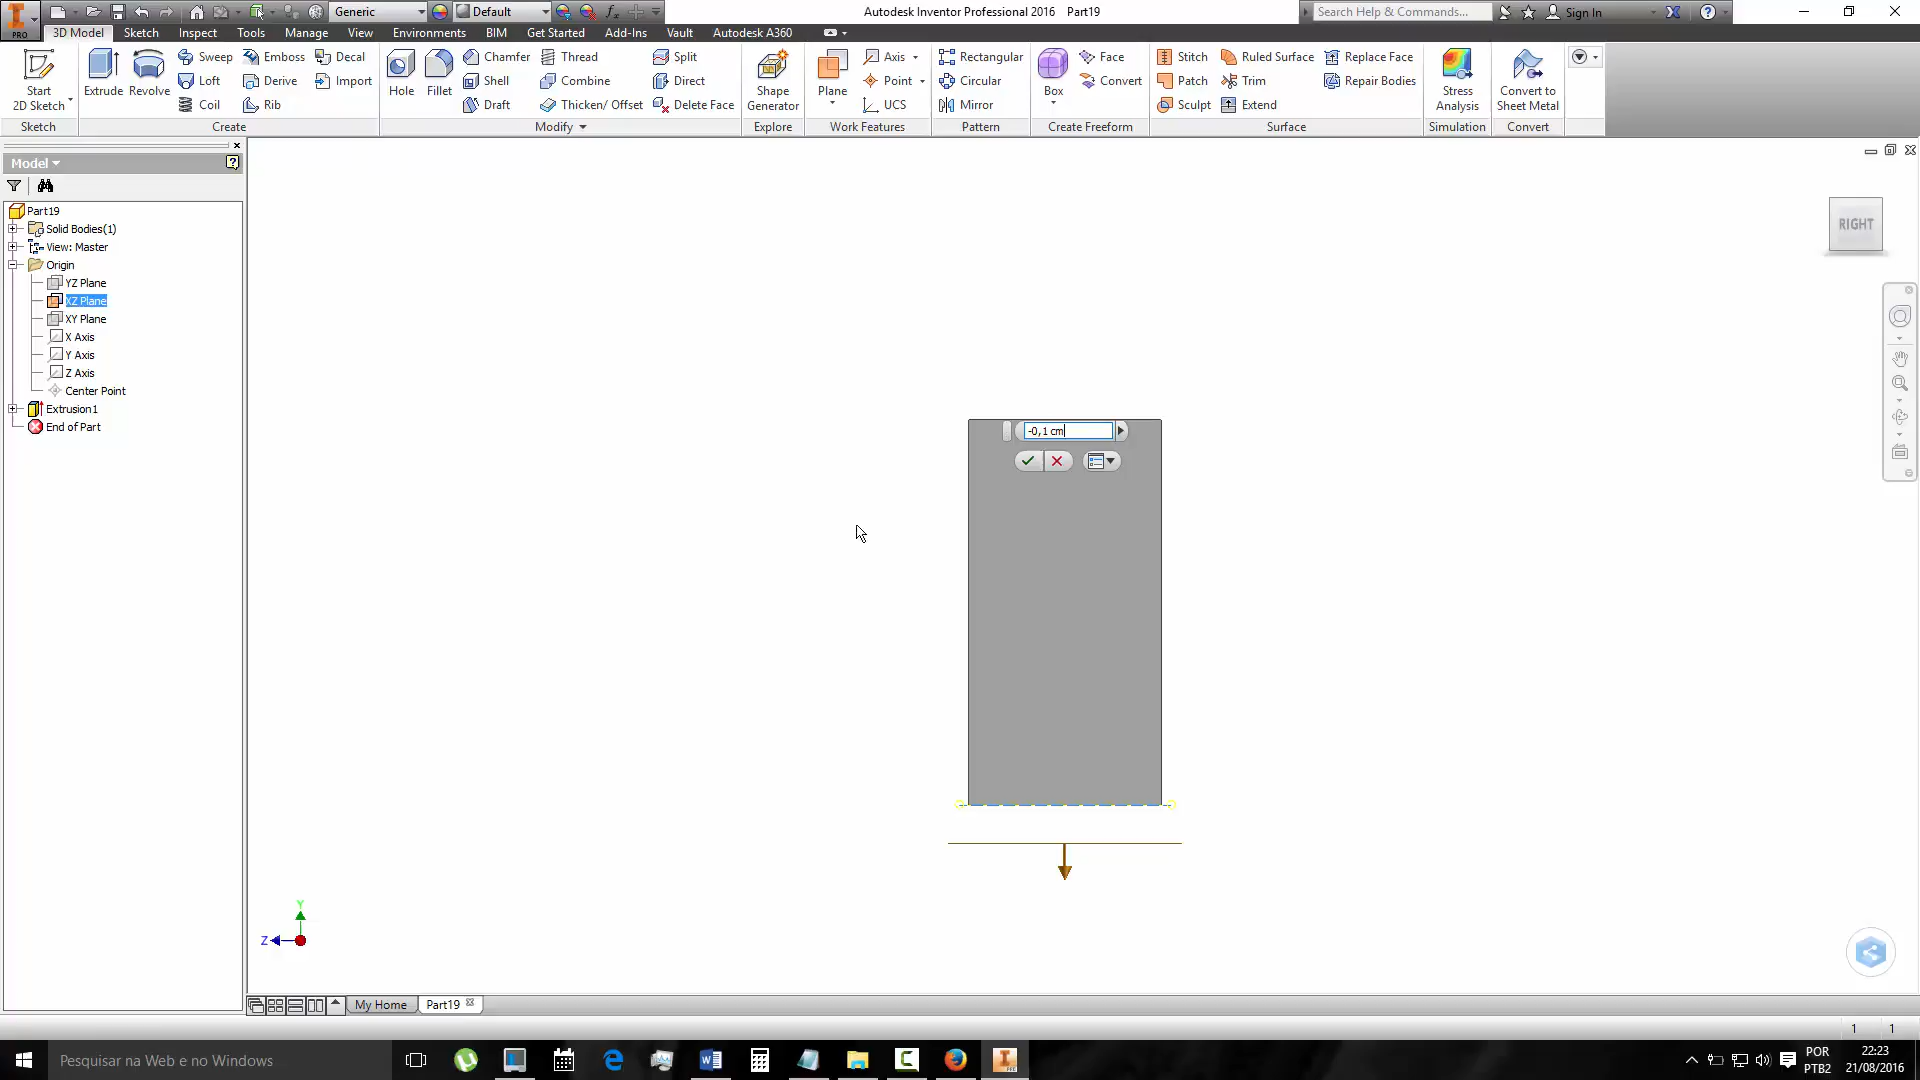 Generic
Default
Autodesk Inventor Professional 2016 Part19
Search Help & Commands...
Sign In
PRO
3D Model Sketch Inspect Tools Manage View Environments BIM Get Started Add-Ins Vault Autodesk A360
Start
2D Sketch
Extrude
Revolve
Sweep
Loft
Coil
Emboss
Derive
Rib
Decal
Import
Hole
Fillet
Chamfer
Shell
Draft
Thread
Combine
Thicken/ Offset
Split
Direct
Delete Face
Shape
Generator
Plane
Axis
Point
UCS
Rectangular
Circular
Mirror
Box
Face
Convert
Stitch
Patch
Sculpt
Ruled Surface
Trim
Extend
Replace Face
Repair Bodies
Stress
Analysis
Convert to
Sheet Metal
Sketch
Create
Modify
Explore
Work Features
Pattern
Create Freeform
Surface
Simulation
Convert
Model
Part19
Solid Bodies(1)
View: Master
Origin
YZ Plane
XZ Plane
XY Plane
X Axis
Y Axis
Z Axis
Center Point
Extrusion1
End of Part
RIGHT
-0,1 cm
Y
Z
My Home
Part19
1 1
Pesquisar na Web e no Windows
POR
PTB2
22:23
21/08/2016